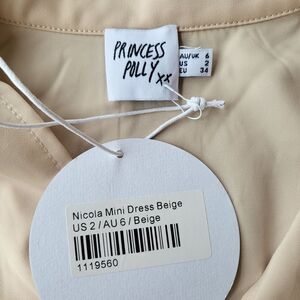 PRINCESS
POLLY xx
AU/UK 6
US 2
EU 34
Nicola Mini Dress Beige
US 2 / AU 6 / Beige
1119560